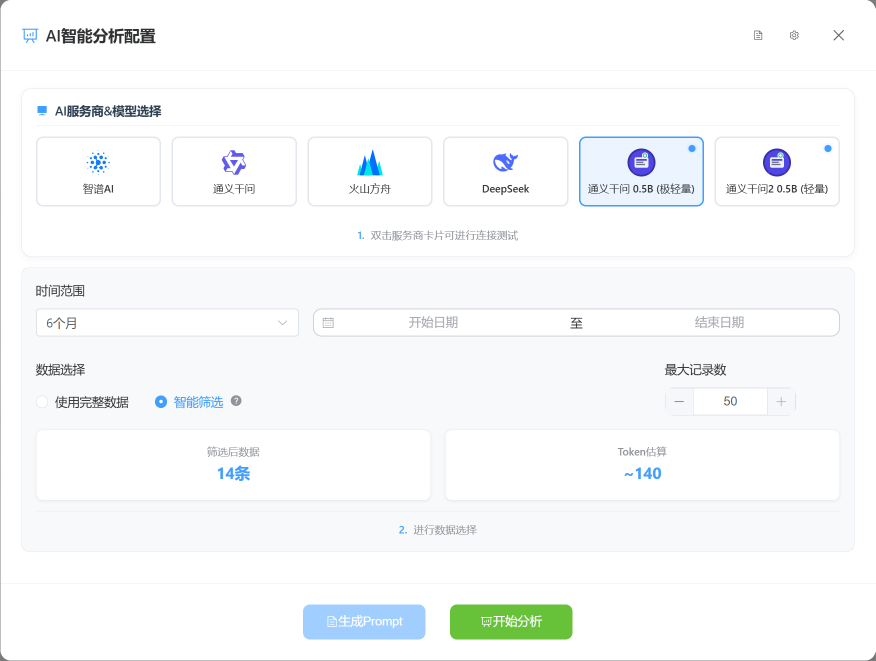 AI智能分析配置
AI服务商&模型选择
智谱AI
通义千问
火山方舟
DeepSeek
通义千问 0.5B (极轻量)
通义千问2 0.5B (轻量)
1. 双击服务商卡片可进行连接测试
时间范围
6个月
开始日期 至 结束日期
数据选择
最大记录数
使用完整数据
智能筛选 ?
50
筛选后数据
14条
Token估算
~140
2. 进行数据选择
生成Prompt
开始分析